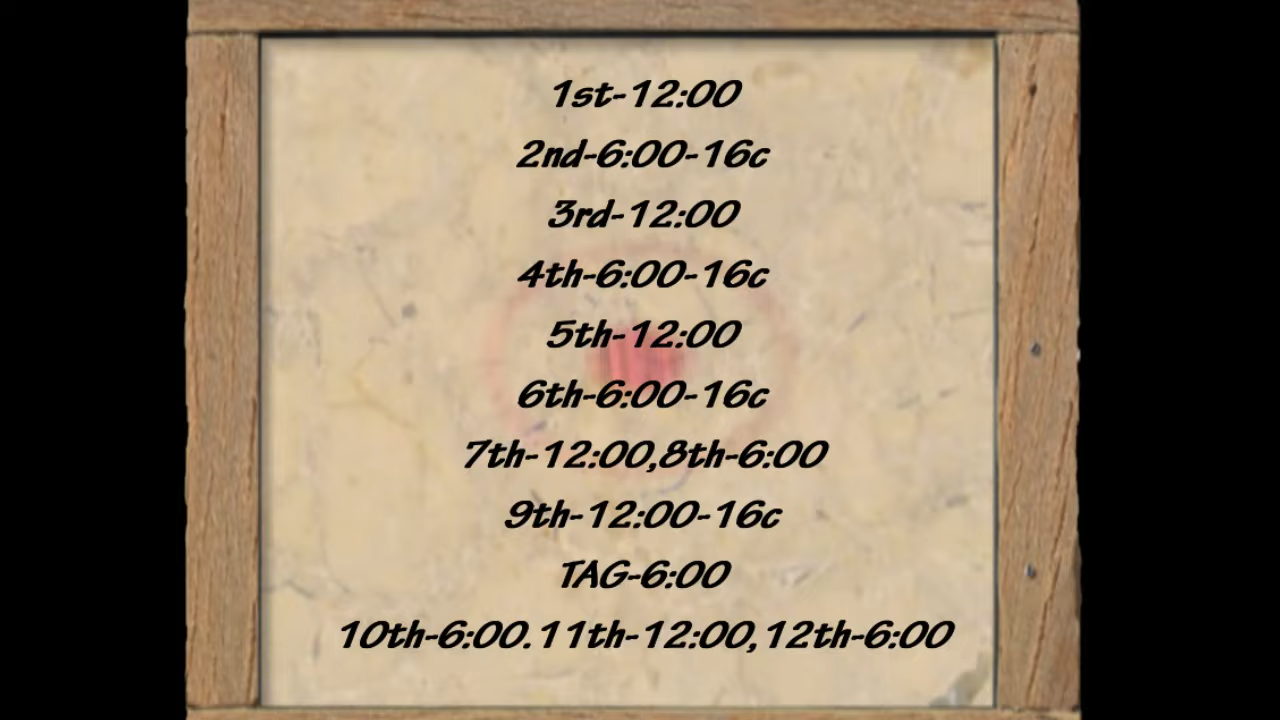 1st-12:00
2nd-6:00-16c
3rd-12:00
4th-6:00-16c
5th-12:00
6th-6:00-16c
7th-12:00,8th-6:00
9th-12:00-16c
TAG-6:00
10th-6:00.11th-12:00,12th-6:00